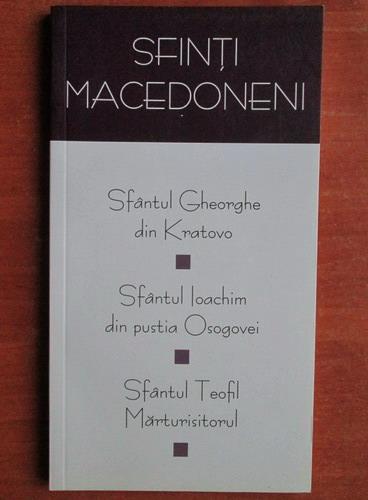 SFINȚI
MACEDONENI
Sfântul Gheorghe
din Kratovo
Sfântul Ioachim
din pustia Osogovei
Sfântul Teofil
Mărturisitorul